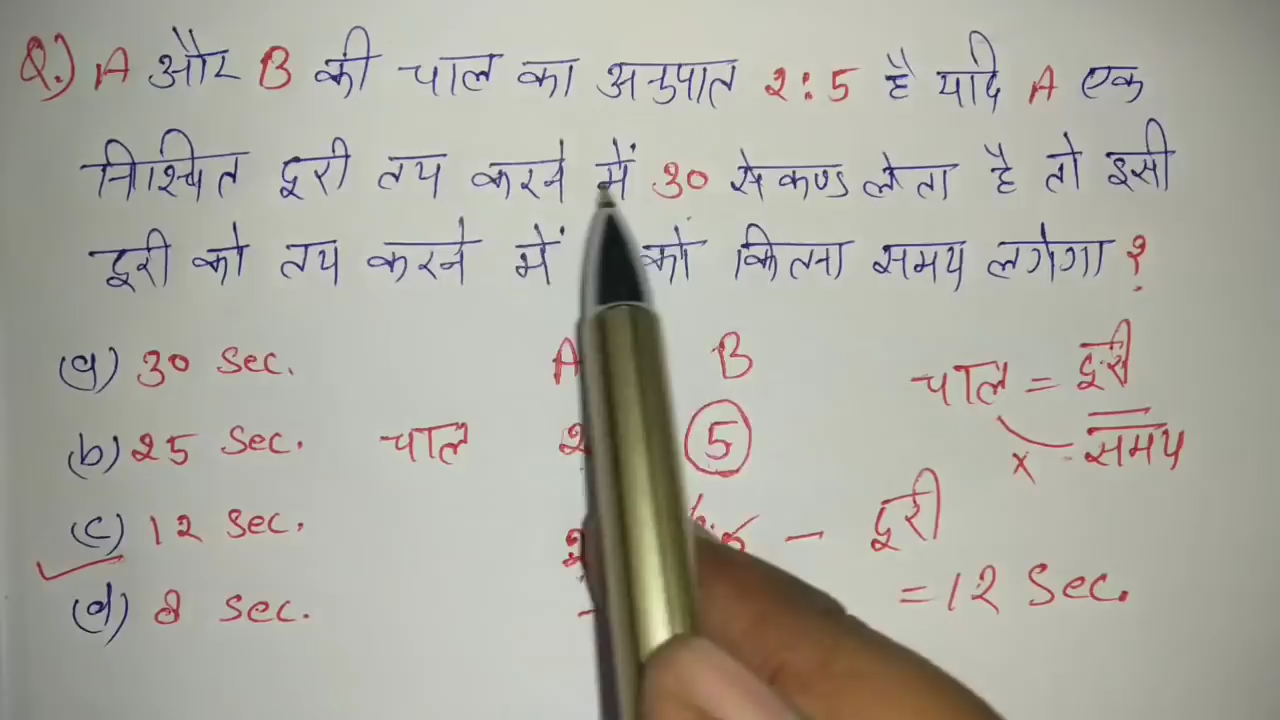 Q.) A और B की चाल का अनुपात 2:5 है यदि A एक
निश्चित दूरी तय करने में 30 सेकण्ड लेता है तो इसी
दूरी को तय करने में को कितना समय लगेगा ?
(a) 30 Sec.
A B
(b) 25 Sec. चाल 2 5
(c) 12 Sec.
(d) 8 Sec.
चाल = दूरी
× समय
– दूरी
= 12 Sec.